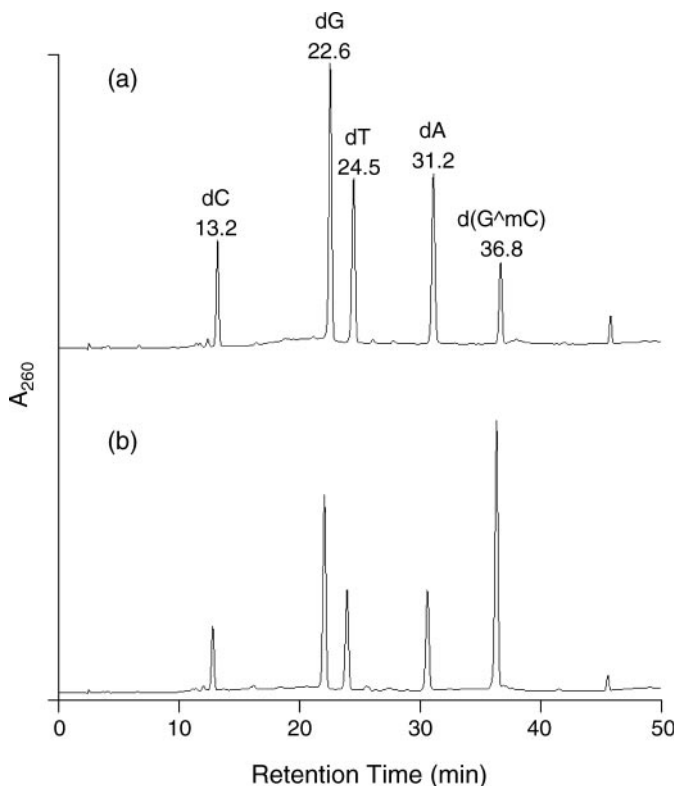 (a)
dC
13.2
dG
22.6
dT
24.5
dA
31.2
d(G^mC)
36.8
A260
(b)
0 10 20 30 40 50
Retention Time (min)